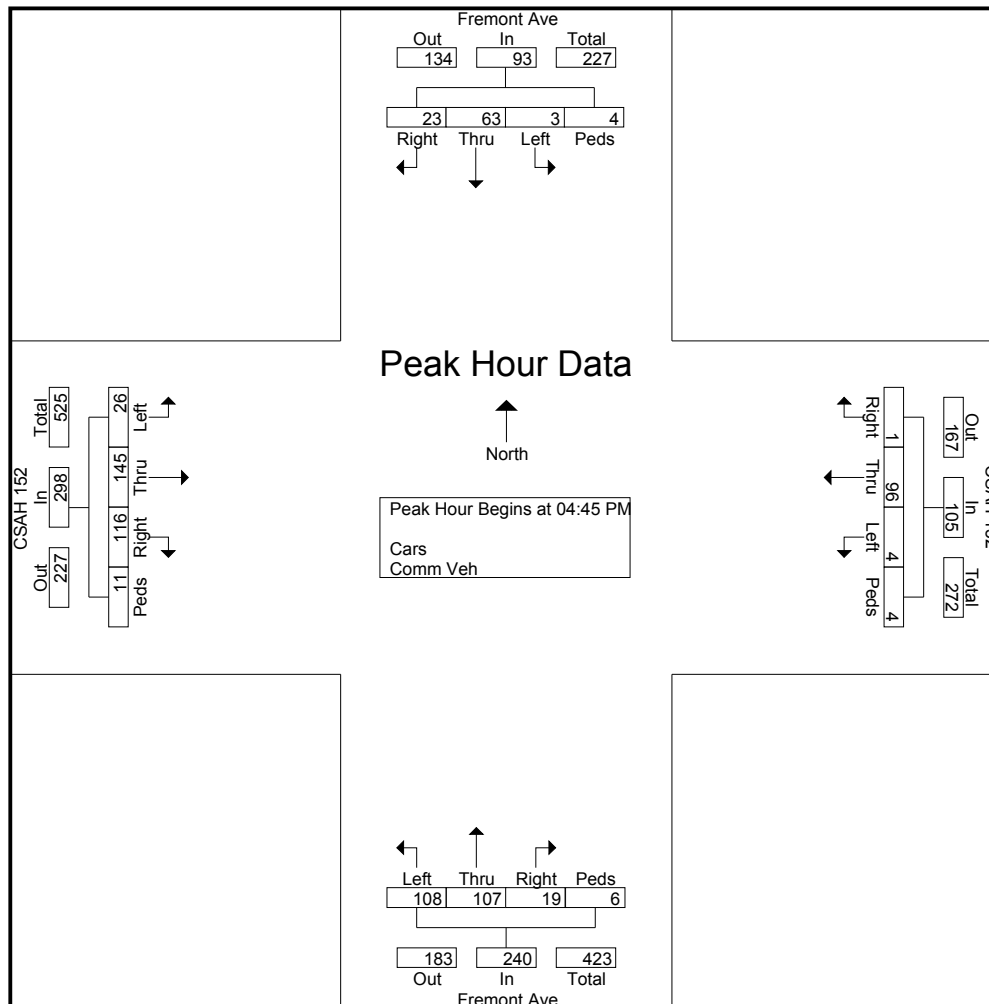 Fremont Ave
Out In Total
134 93 227
23 63 3 4
Right Thru Left Peds
Peak Hour Data
North
Peak Hour Begins at 04:45 PM
Cars
Comm Veh
CSAH 152
Out In Total
227 298 525
Left Thru Right Peds
26 145 116 11
Out In Total
167 105 272
Right Thru Left Peds
1 96 4 4
Left Thru Right Peds
108 107 19 6
183 240 423
Out In Total
Fremont Ave